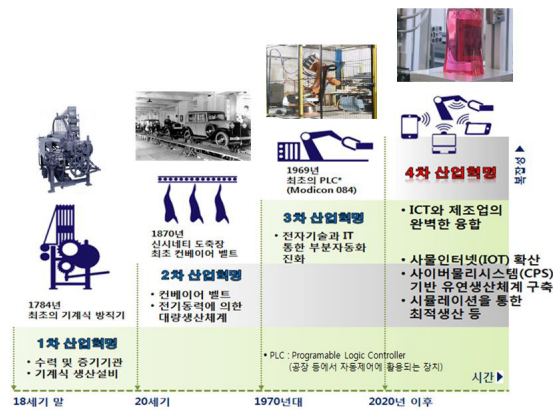 1784년
최초의 기계식 방직기
1차 산업혁명
• 수력 및 증기기관
• 기계식 생산설비
18세기 말
1870년
신시네티 도축장
최초 컨베이어 벨트
2차 산업혁명
• 컨베이어 벨트
• 전기동력에 의한
대량생산체계
20세기
1969년
최초의 PLC*
(Modicon 084)
3차 산업혁명
• 전자기술과 IT
통한 부분자동화
진화
• PLC : Programable Logic Controller
(공장 등에서 자동제어에 활용되는 장치)
1970년대
4차 산업혁명
• ICT와 제조업의
완벽한 융합
• 사물인터넷(IOT) 확산
• 사이버물리시스템(CPS)
기반 유연생산체계 구축
• 시뮬레이션을 통한
최적생산 등
2020년 이후
복잡성
시간